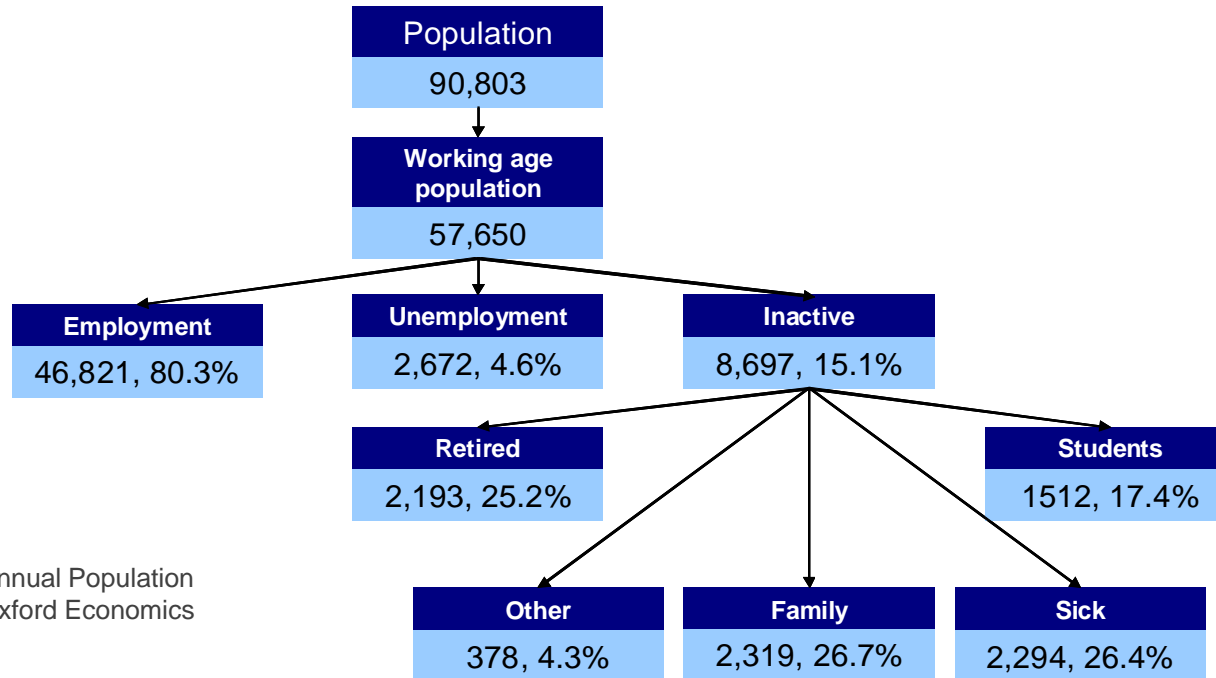 Population
90,803
Working age
population
57,650
Employment
46,821, 80.3%
Unemployment
2,672, 4.6%
Inactive
8,697, 15.1%
Retired
2,193, 25.2%
Students
1512, 17.4%
nnual Population
xford Economics
Other
378, 4.3%
Family
2,319, 26.7%
Sick
2,294, 26.4%